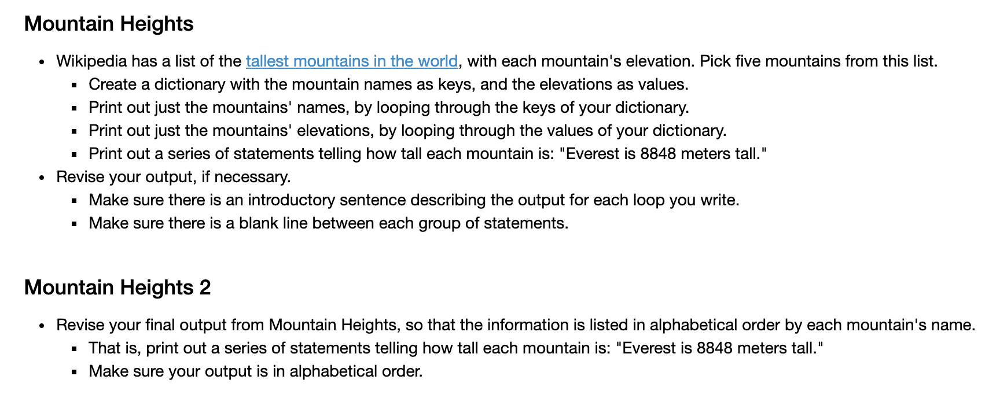 Mountain Heights
• Wikipedia has a list of the tallest mountains in the world, with each mountain's elevation. Pick five mountains from this list.
▪ Create a dictionary with the mountain names as keys, and the elevations as values.
▪ Print out just the mountains' names, by looping through the keys of your dictionary.
▪ Print out just the mountains' elevations, by looping through the values of your dictionary.
▪ Print out a series of statements telling how tall each mountain is: "Everest is 8848 meters tall."
• Revise your output, if necessary.
▪ Make sure there is an introductory sentence describing the output for each loop you write.
▪ Make sure there is a blank line between each group of statements.
Mountain Heights 2
• Revise your final output from Mountain Heights, so that the information is listed in alphabetical order by each mountain's name.
▪ That is, print out a series of statements telling how tall each mountain is: "Everest is 8848 meters tall."
▪ Make sure your output is in alphabetical order.